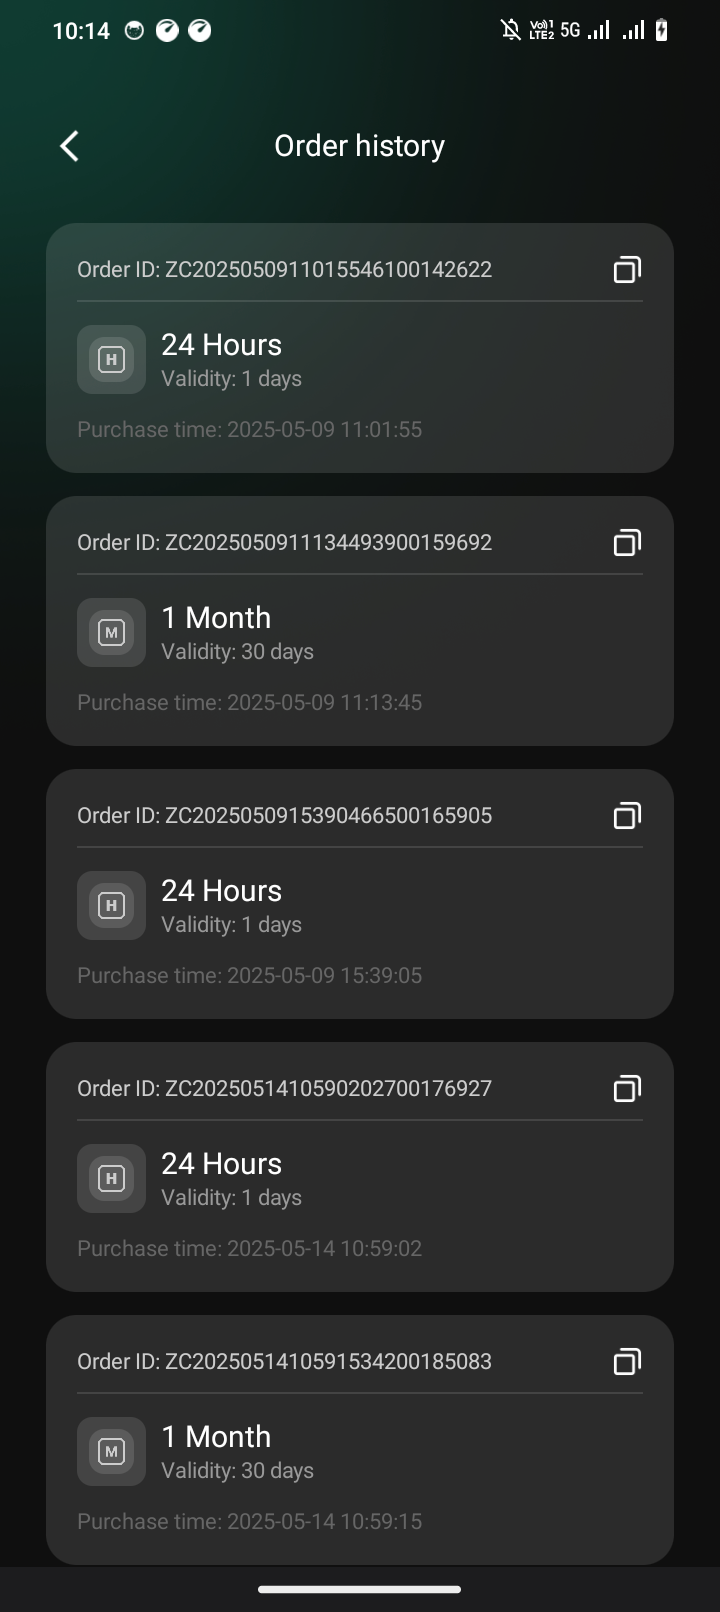 10:14 Vo)) 1 LTE2 5G
Order history
Order ID: ZC2025050911015546100142622
H
24 Hours
Validity: 1 days
Purchase time: 2025-05-09 11:01:55
Order ID: ZC2025050911134493900159692
M
1 Month
Validity: 30 days
Purchase time: 2025-05-09 11:13:45
Order ID: ZC2025050915390466500165905
H
24 Hours
Validity: 1 days
Purchase time: 2025-05-09 15:39:05
Order ID: ZC2025051410590202700176927
H
24 Hours
Validity: 1 days
Purchase time: 2025-05-14 10:59:02
Order ID: ZC2025051410591534200185083
M
1 Month
Validity: 30 days
Purchase time: 2025-05-14 10:59:15